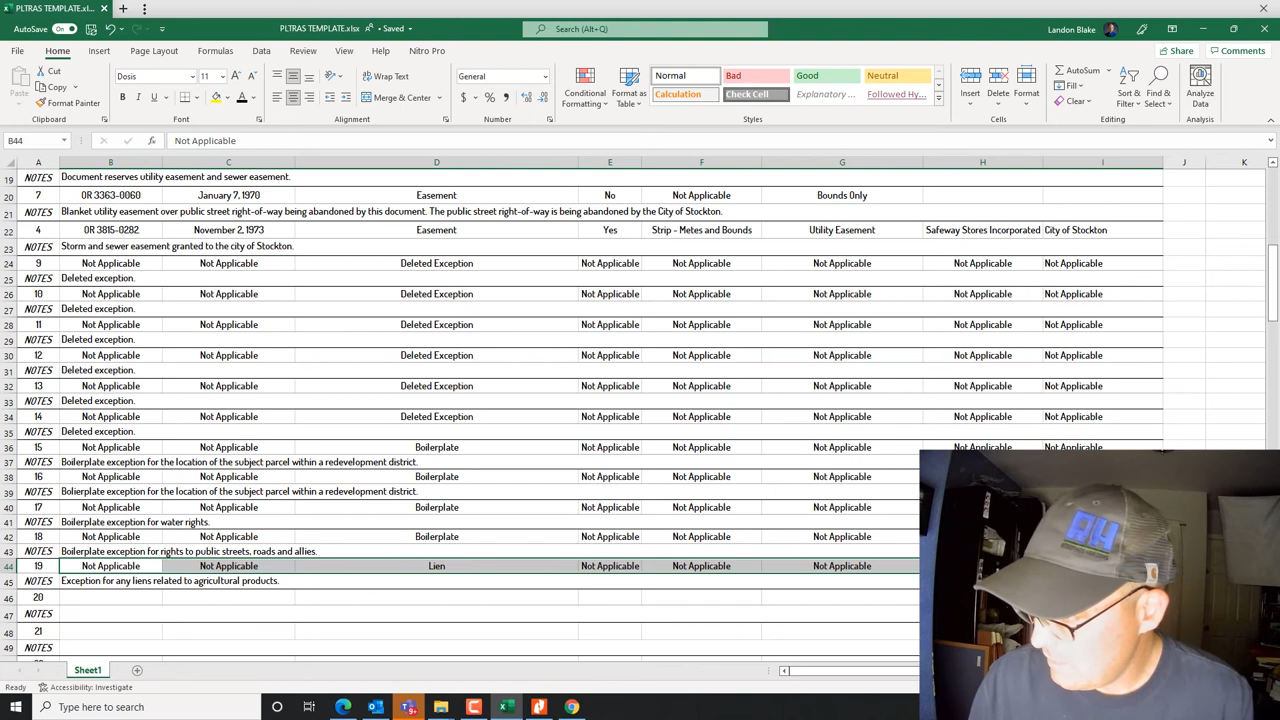 PLTRAS TEMPLATE.xlsx
AutoSave On PLTRAS TEMPLATE.xlsx • Saved Search (Alt+Q) Landon Blake
File Home Insert Page Layout Formulas Data Review View Help Nitro Pro Share Comments
Cut Dosis 11 Wrap Text General Normal Bad Good Neutral AutoSum
Copy Fill
Paste Format Painter Merge & Center Conditional Formatting Format as Table Calculation Check Cell Explanatory ... Followed Hy... Insert Delete Format Clear Sort & Filter Find & Select Analyze Data
Clipboard Font Alignment Number Styles Cells Editing Analysis
B44 Not Applicable
A B C D E F G H I J K
19 NOTES Document reserves utility easement and sewer easement.
20 7 OR 3363-0060 January 7, 1970 Easement No Not Applicable Bounds Only
21 NOTES Blanket utility easement over public street right-of-way being abandoned by this document. The public street right-of-way is being abandoned by the City of Stockton.
22 4 OR 3815-0282 November 2, 1973 Easement Yes Strip - Metes and Bounds Utility Easement Safeway Stores Incorporated City of Stockton
23 NOTES Storm and sewer easement granted to the city of Stockton.
24 9 Not Applicable Not Applicable Deleted Exception Not Applicable Not Applicable Not Applicable Not Applicable Not Applicable
25 NOTES Deleted exception.
26 10 Not Applicable Not Applicable Deleted Exception Not Applicable Not Applicable Not Applicable Not Applicable Not Applicable
27 NOTES Deleted exception.
28 11 Not Applicable Not Applicable Deleted Exception Not Applicable Not Applicable Not Applicable Not Applicable Not Applicable
29 NOTES Deleted exception.
30 12 Not Applicable Not Applicable Deleted Exception Not Applicable Not Applicable Not Applicable Not Applicable Not Applicable
31 NOTES Deleted exception.
32 13 Not Applicable Not Applicable Deleted Exception Not Applicable Not Applicable Not Applicable Not Applicable Not Applicable
33 NOTES Deleted exception.
34 14 Not Applicable Not Applicable Deleted Exception Not Applicable Not Applicable Not Applicable Not Applicable Not Applicable
35 NOTES Deleted exception.
36 15 Not Applicable Not Applicable Boilerplate Not Applicable Not Applicable Not Applicable Not Applicable Not Applicable
37 NOTES Boilerplate exception for the location of the subject parcel within a redevelopment district.
38 16 Not Applicable Not Applicable Boilerplate Not Applicable Not Applicable Not Applicable
39 NOTES Bolierplate exception for the location of the subject parcel within a redevelopment district.
40 17 Not Applicable Not Applicable Boilerplate Not Applicable Not Applicable Not Applicable
41 NOTES Boilerplate exception for water rights.
42 18 Not Applicable Not Applicable Boilerplate Not Applicable Not Applicable Not Applicable
43 NOTES Boilerplate exception for rights to public streets, roads and allies.
44 19 Not Applicable Not Applicable Lien Not Applicable Not Applicable Not Applicable
45 NOTES Exception for any liens related to agricultural products.
46 20
47 NOTES
48 21
49 NOTES
Sheet1
Ready Accessibility: Investigate
Type here to search